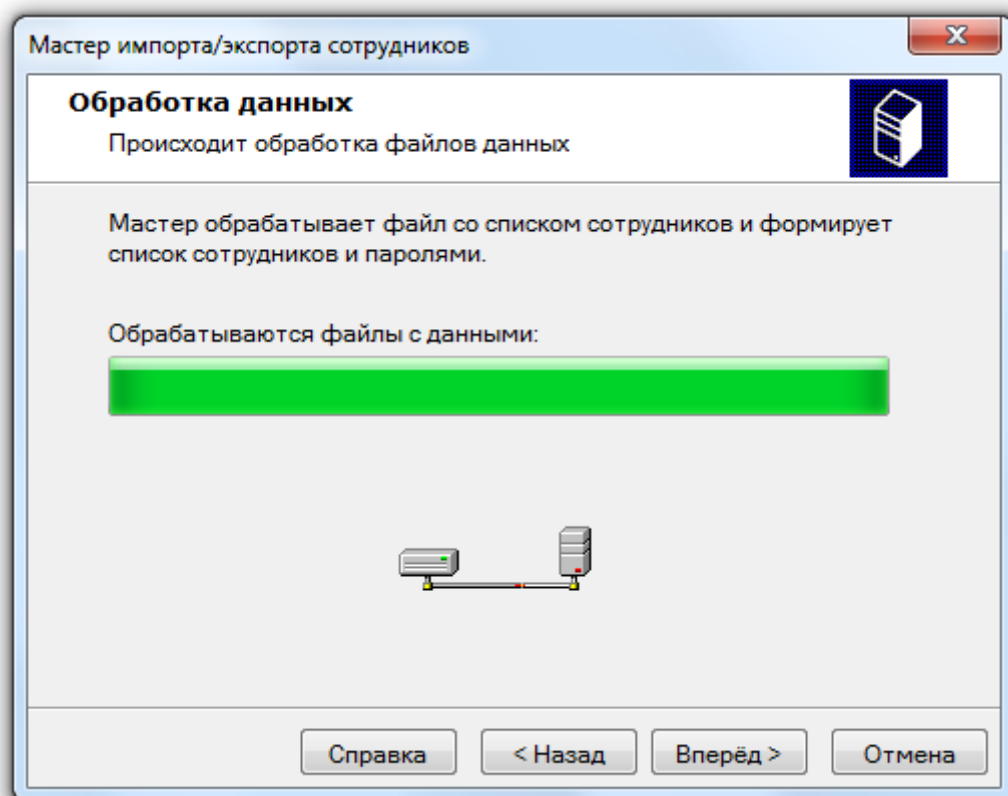 Мастер импорта/экспорта сотрудников
Обработка данных
Происходит обработка файлов данных
Мастер обрабатывает файл со списком сотрудников и формирует
список сотрудников и паролями.
Обрабатываются файлы с данными:
Справка
< Назад
Вперёд >
Отмена